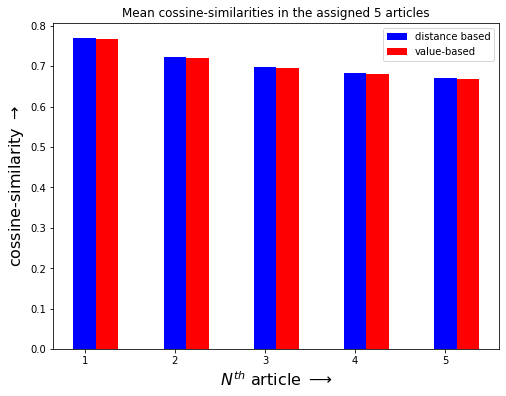 Mean cossine-similarities in the assigned 5 articles
distance based
value-based
cossine-similarity →
0.8
0.7
0.6
0.5
0.4
0.3
0.2
0.1
0.0
1 2 3 4 5
N^{th} article ⟶